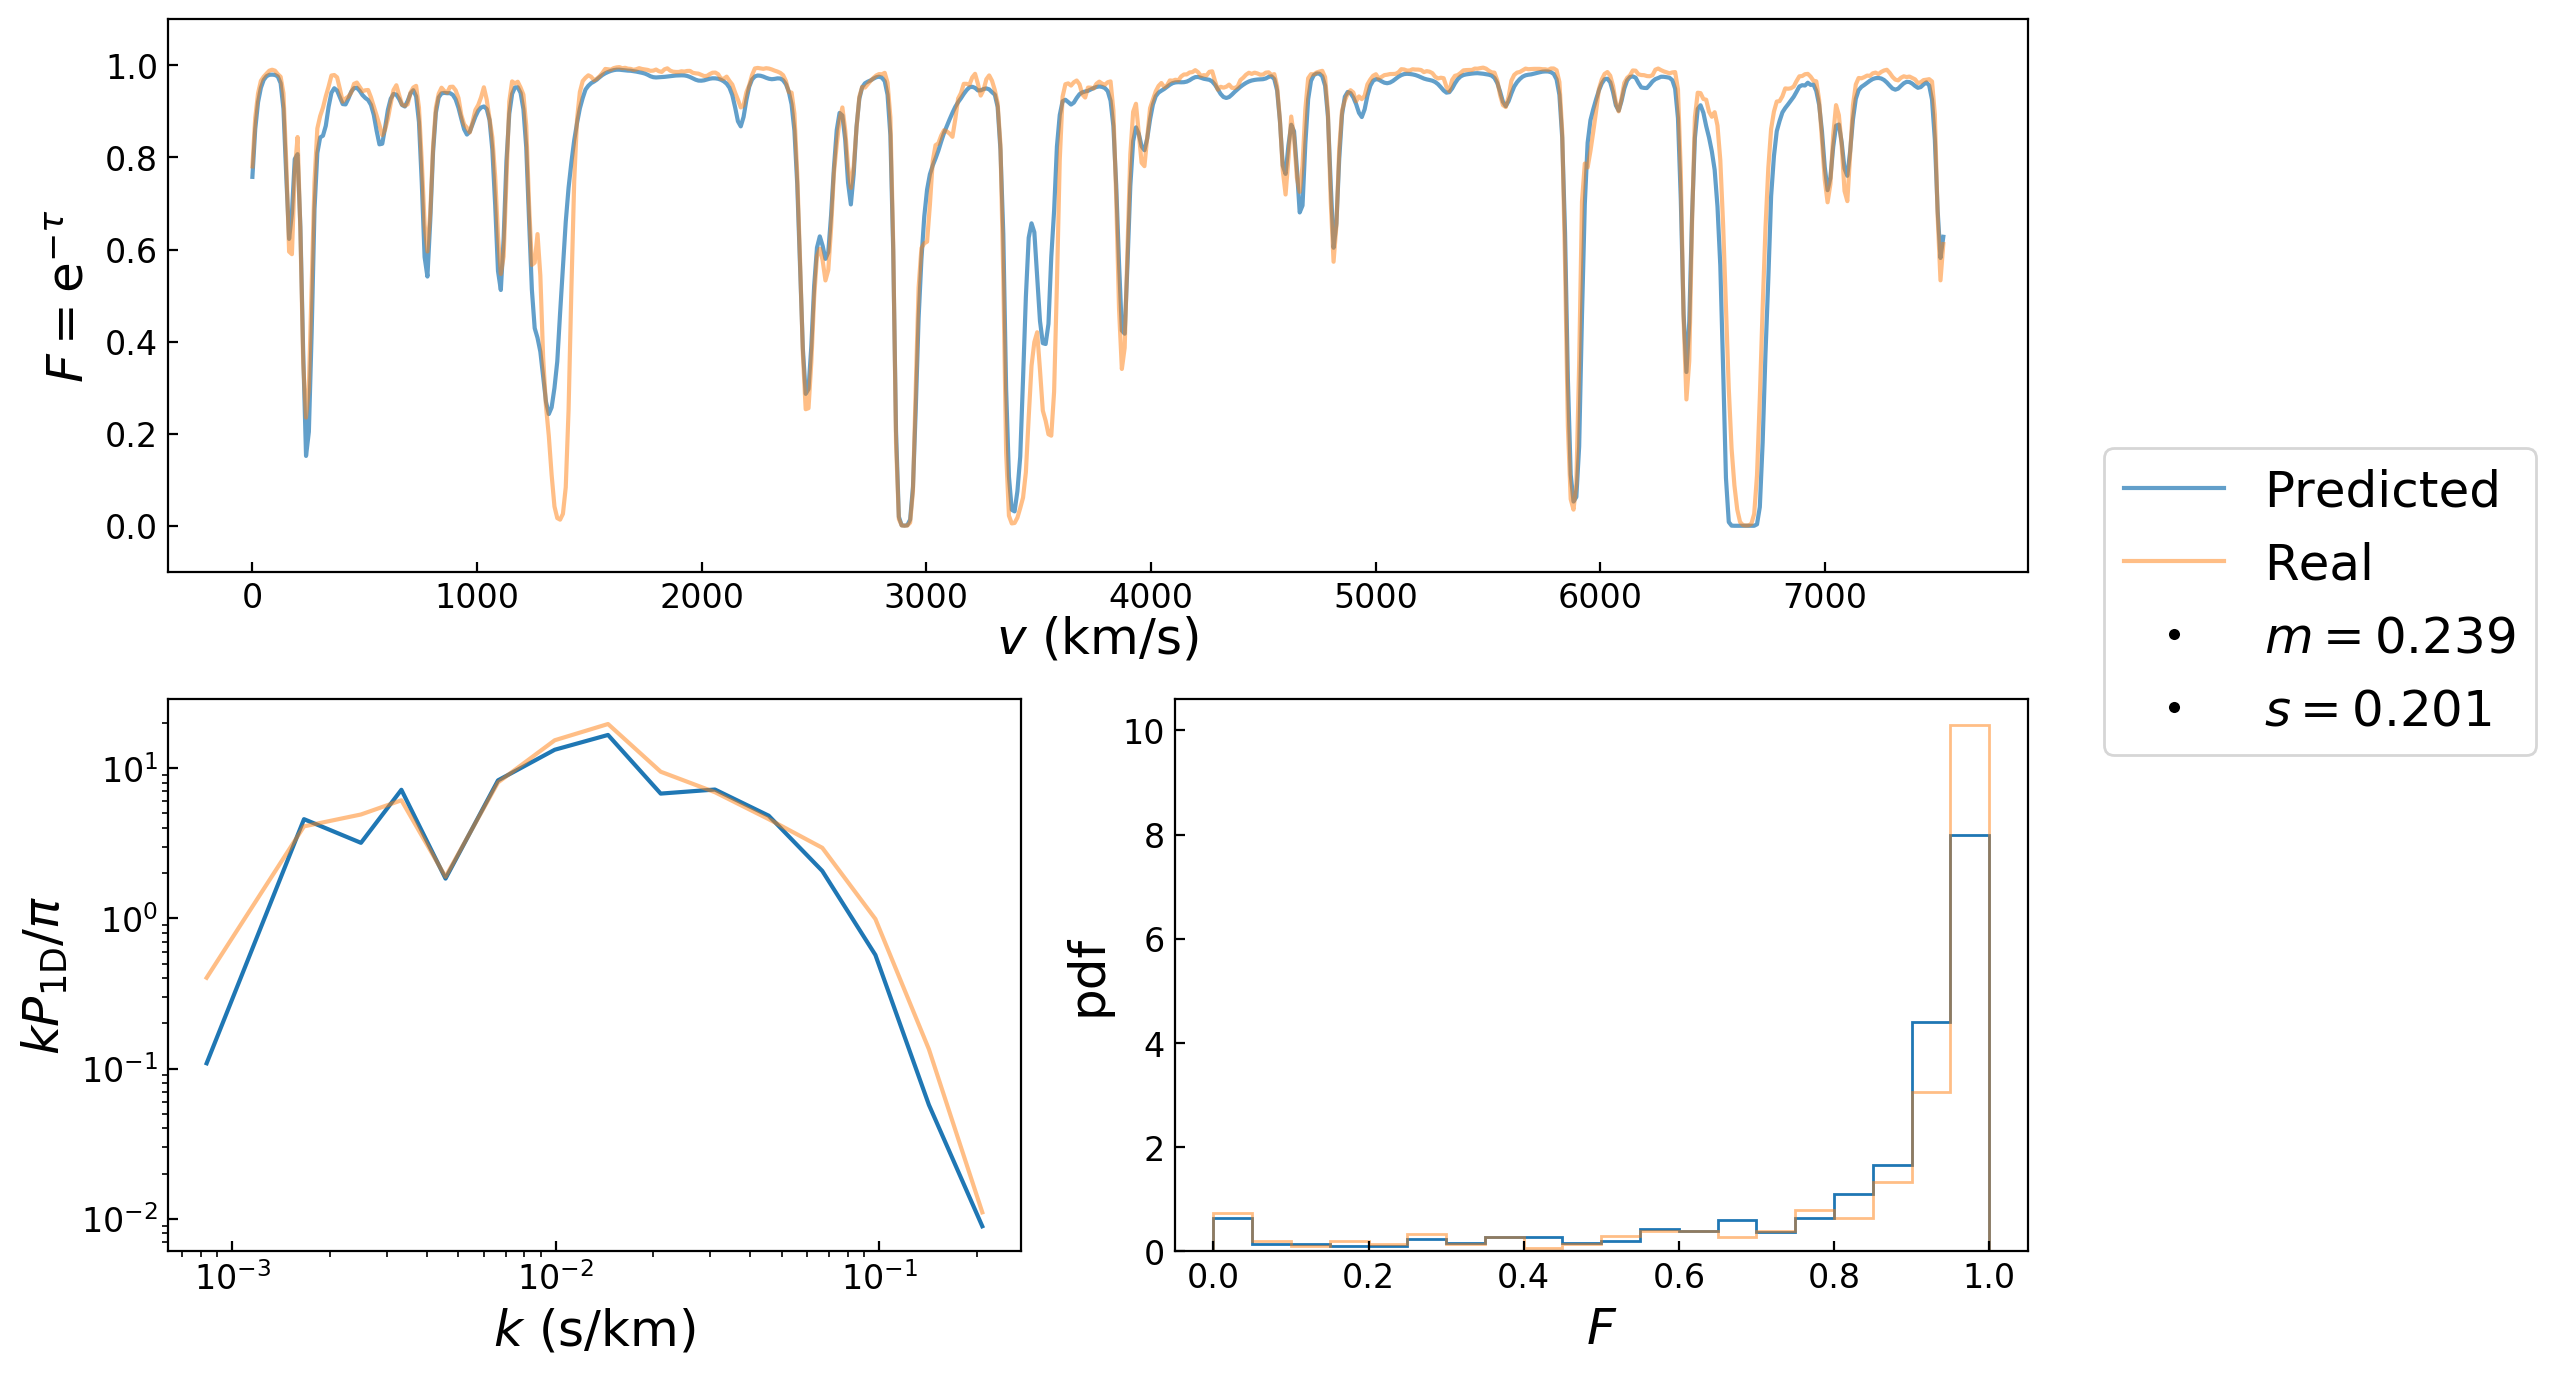 1.0
0.8
0.6
0.4
0.2
0.0
F = e^{−τ}
0 1000 2000 3000 4000 5000 6000 7000
v (km/s)
Predicted
Real
m = 0.239
s = 0.201
10^1
10^0
10^{−1}
10^{−2}
kP_{1D}/π
10^{−3} 10^{−2} 10^{−1}
k (s/km)
10
8
6
4
2
0
pdf
0.0 0.2 0.4 0.6 0.8 1.0
F